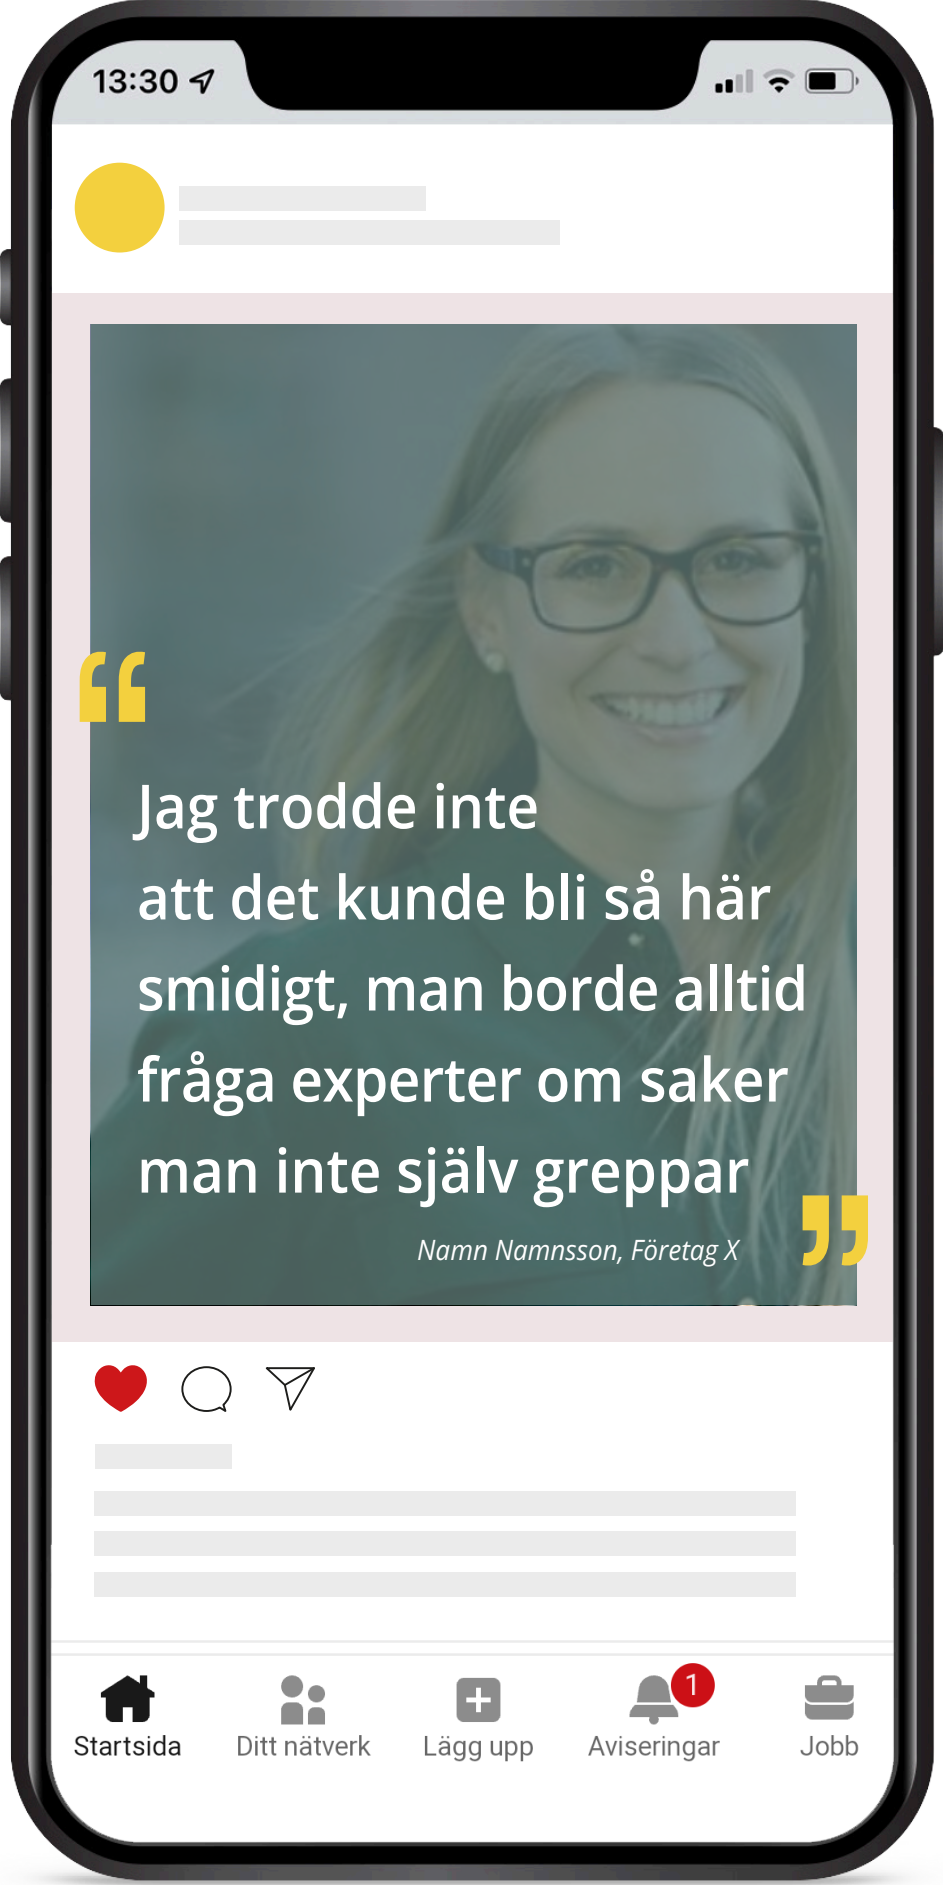 13:30
“
Jag trodde inte
att det kunde bli så här
smidigt, man borde alltid
fråga experter om saker
man inte själv greppar
”
Namn Namnsson, Företag X
1
Startsida Ditt nätverk Lägg upp Aviseringar Jobb